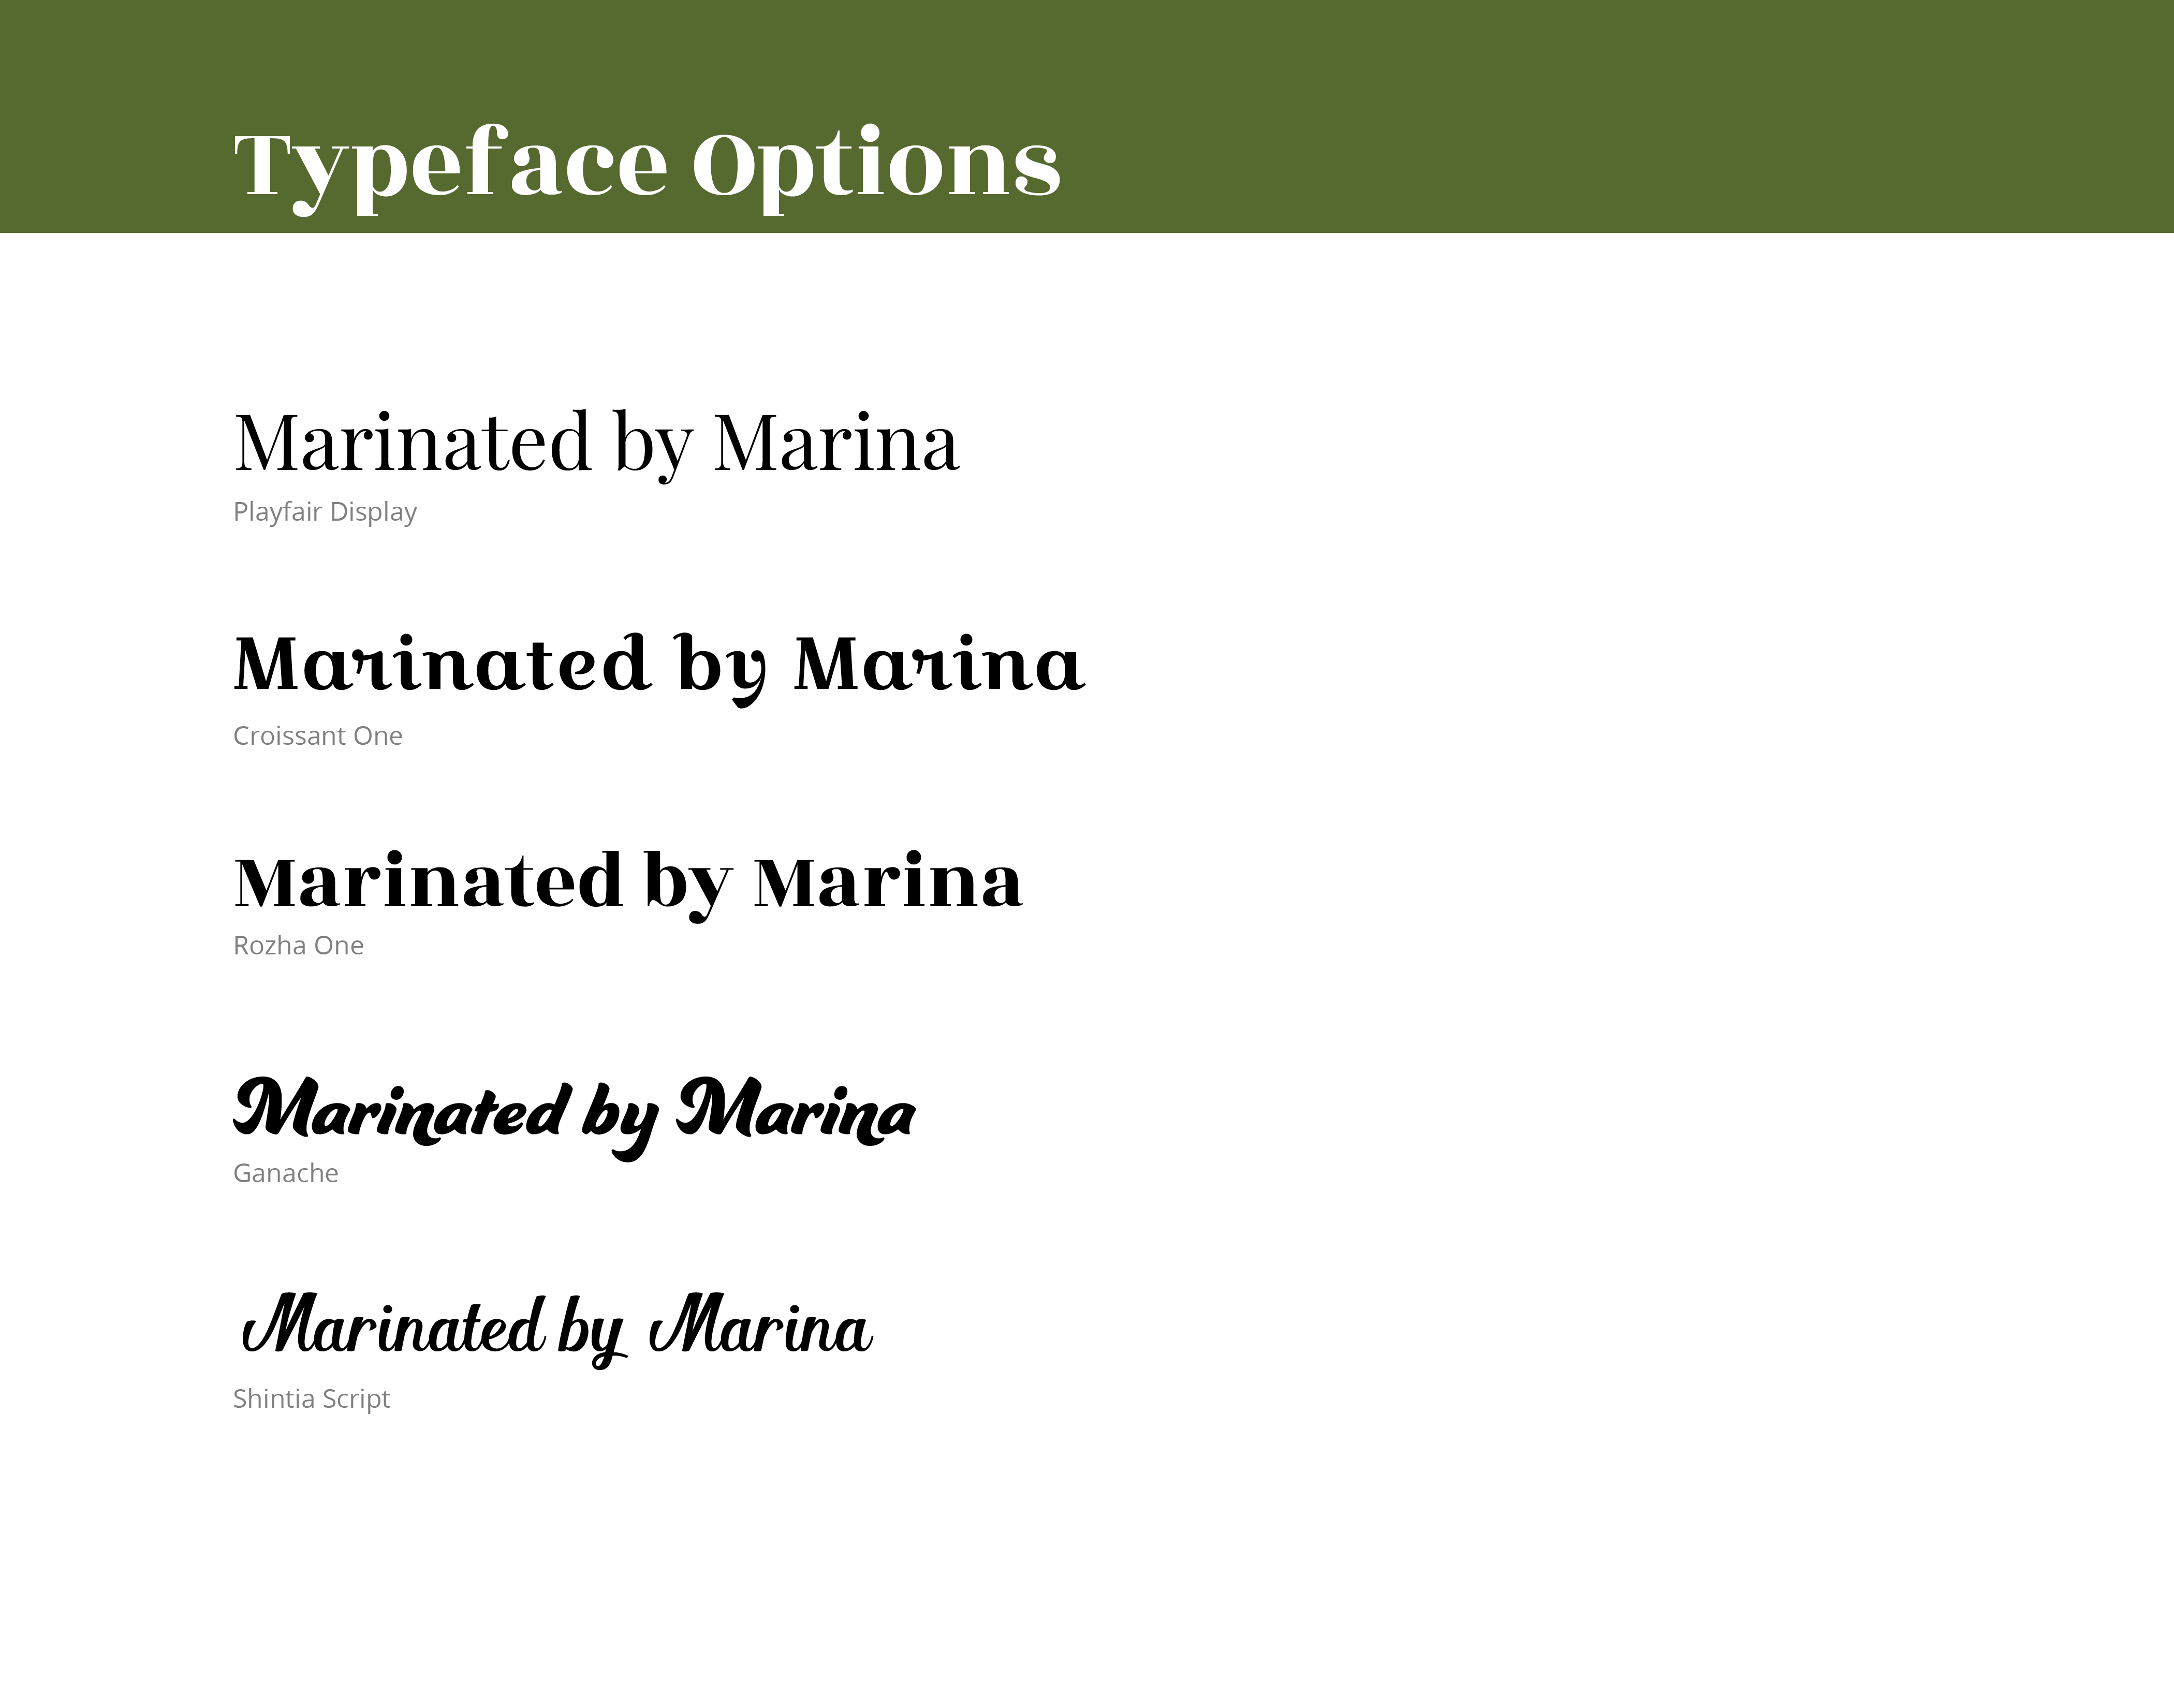 Typeface Options
Marinated by Marina
Playfair Display
Marinated by Marina
Croissant One
Marinated by Marina
Rozha One
Marinated by Marina
Ganache
Marinated by Marina
Shintia Script